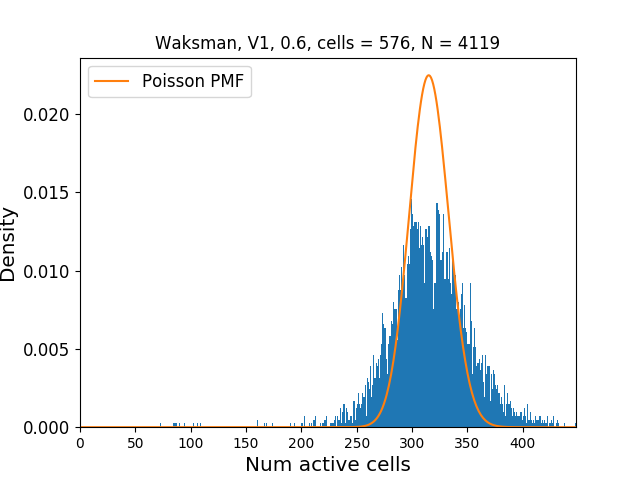 Waksman, V1, 0.6, cells = 576, N = 4119
Poisson PMF
0.020
0.015
0.010
0.005
0.000
Density
0 50 100 150 200 250 300 350 400
Num active cells